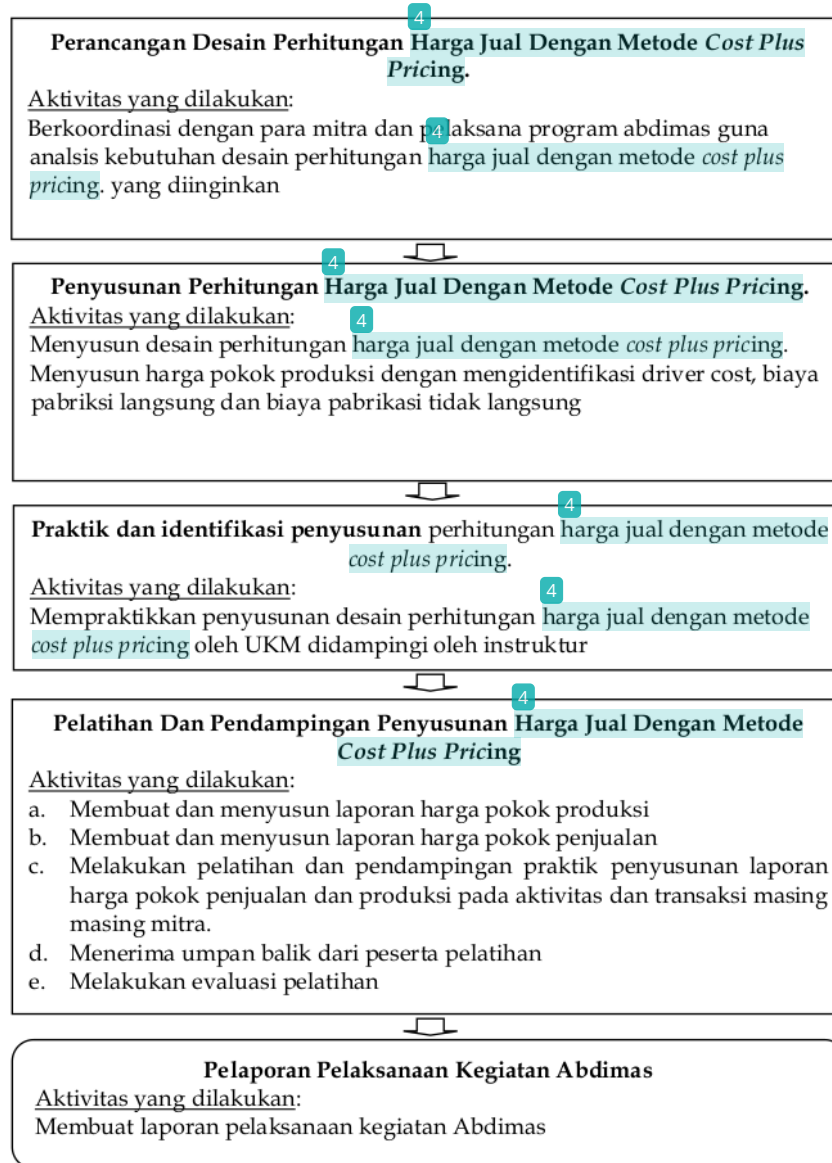 4
Perancangan Desain Perhitungan Harga Jual Dengan Metode Cost Plus
Pricing.
Aktivitas yang dilakukan:
Berkoordinasi dengan para mitra dan pelaksana program abdimas guna
4
analsis kebutuhan desain perhitungan harga jual dengan metode cost plus
pricing. yang diinginkan
4
Penyusunan Perhitungan Harga Jual Dengan Metode Cost Plus Pricing.
Aktivitas yang dilakukan:
4
Menyusun desain perhitungan harga jual dengan metode cost plus pricing.
Menyusun harga pokok produksi dengan mengidentifikasi driver cost, biaya
pabriksi langsung dan biaya pabrikasi tidak langsung
4
Praktik dan identifikasi penyusunan perhitungan harga jual dengan metode
cost plus pricing.
Aktivitas yang dilakukan:
4
Mempraktikkan penyusunan desain perhitungan harga jual dengan metode
cost plus pricing oleh UKM didampingi oleh instruktur
4
Pelatihan Dan Pendampingan Penyusunan Harga Jual Dengan Metode
Cost Plus Pricing
Aktivitas yang dilakukan:
a. Membuat dan menyusun laporan harga pokok produksi
b. Membuat dan menyusun laporan harga pokok penjualan
c. Melakukan pelatihan dan pendampingan praktik penyusunan laporan
harga pokok penjualan dan produksi pada aktivitas dan transaksi masing
masing mitra.
d. Menerima umpan balik dari peserta pelatihan
e. Melakukan evaluasi pelatihan
Pelaporan Pelaksanaan Kegiatan Abdimas
Aktivitas yang dilakukan:
Membuat laporan pelaksanaan kegiatan Abdimas